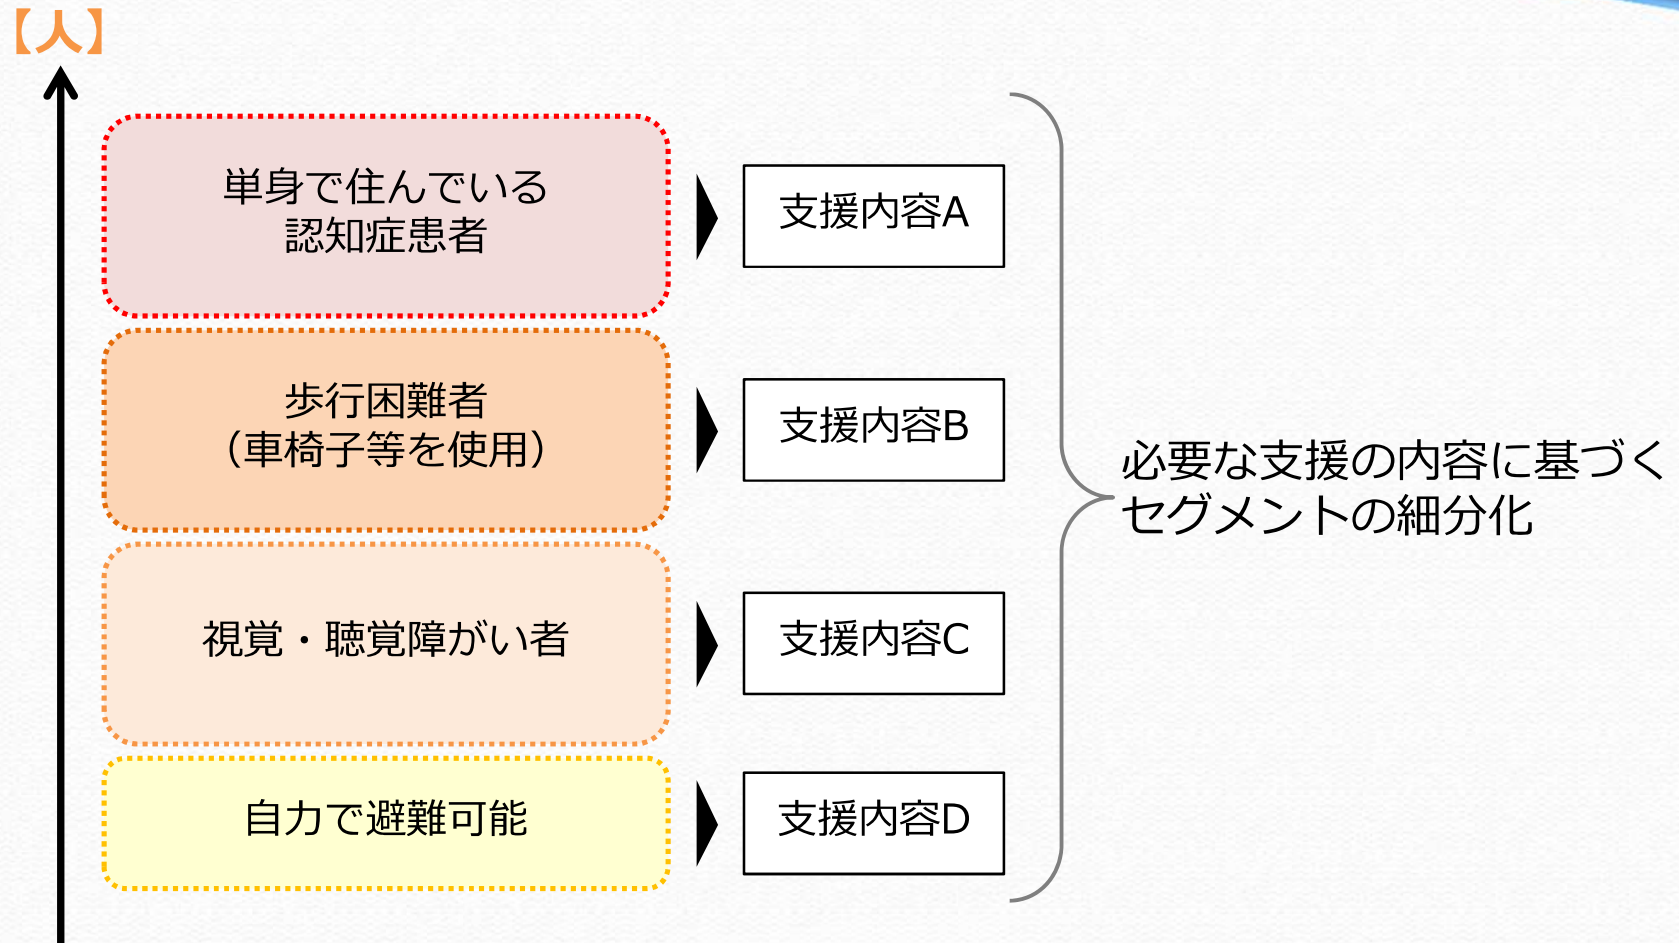 【人】
単身で住んでいる
認知症患者
支援内容A
歩行困難者
（車椅子等を使用）
支援内容B
視覚・聴覚障がい者
支援内容C
自力で避難可能
支援内容D
必要な支援の内容に基づく
セグメントの細分化